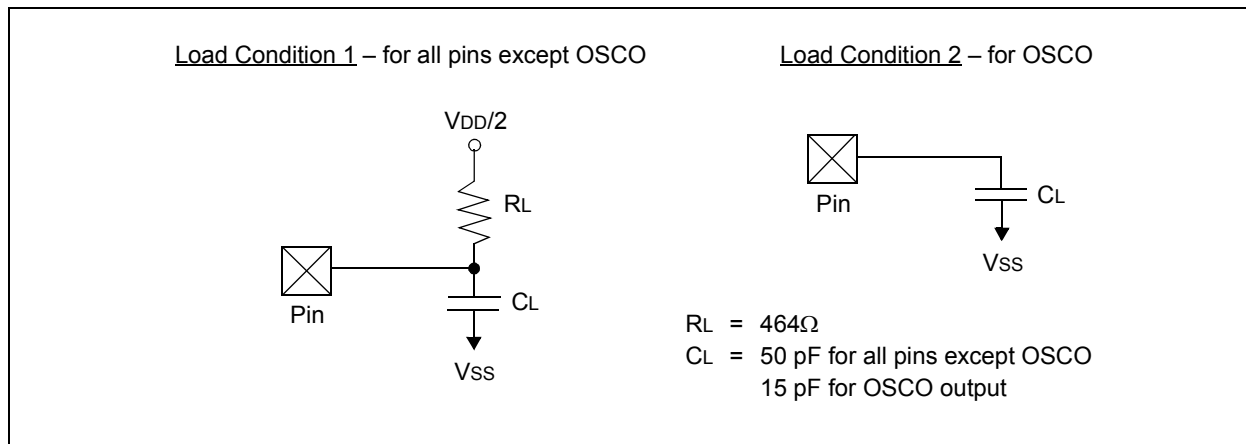 Load Condition 1 – for all pins except OSCO
VDD/2
RL
Pin
CL
VSS
Load Condition 2 – for OSCO
Pin
CL
VSS
RL = 464Ω
CL = 50 pF for all pins except OSCO
15 pF for OSCO output